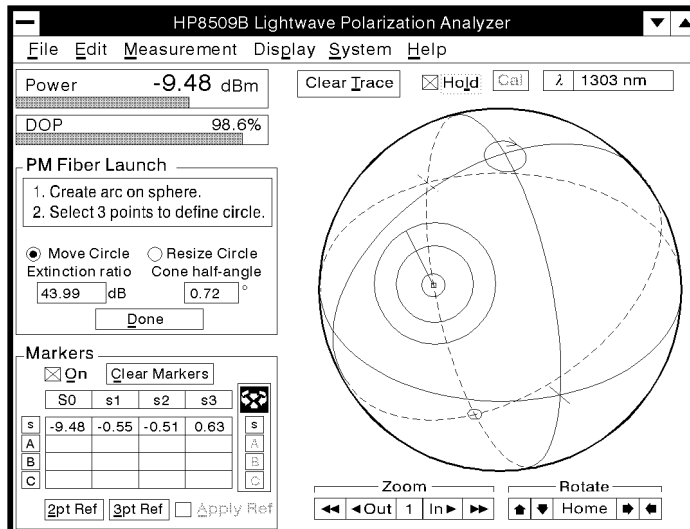 HP8509B Lightwave Polarization Analyzer
File Edit Measurement Display System Help
Power -9.48 dBm
DOP 98.6%
Clear Trace Hold Cal λ 1303 nm
PM Fiber Launch
1. Create arc on sphere.
2. Select 3 points to define circle.
Move Circle Resize Circle
Extinction ratio Cone half-angle
43.99 dB 0.72 °
Done
Markers
On Clear Markers
S0 s1 s2 s3
s -9.48 -0.55 -0.51 0.63 s
A A
B B
C C
2pt Ref 3pt Ref Apply Ref
Zoom
Out 1 In
Rotate
Home